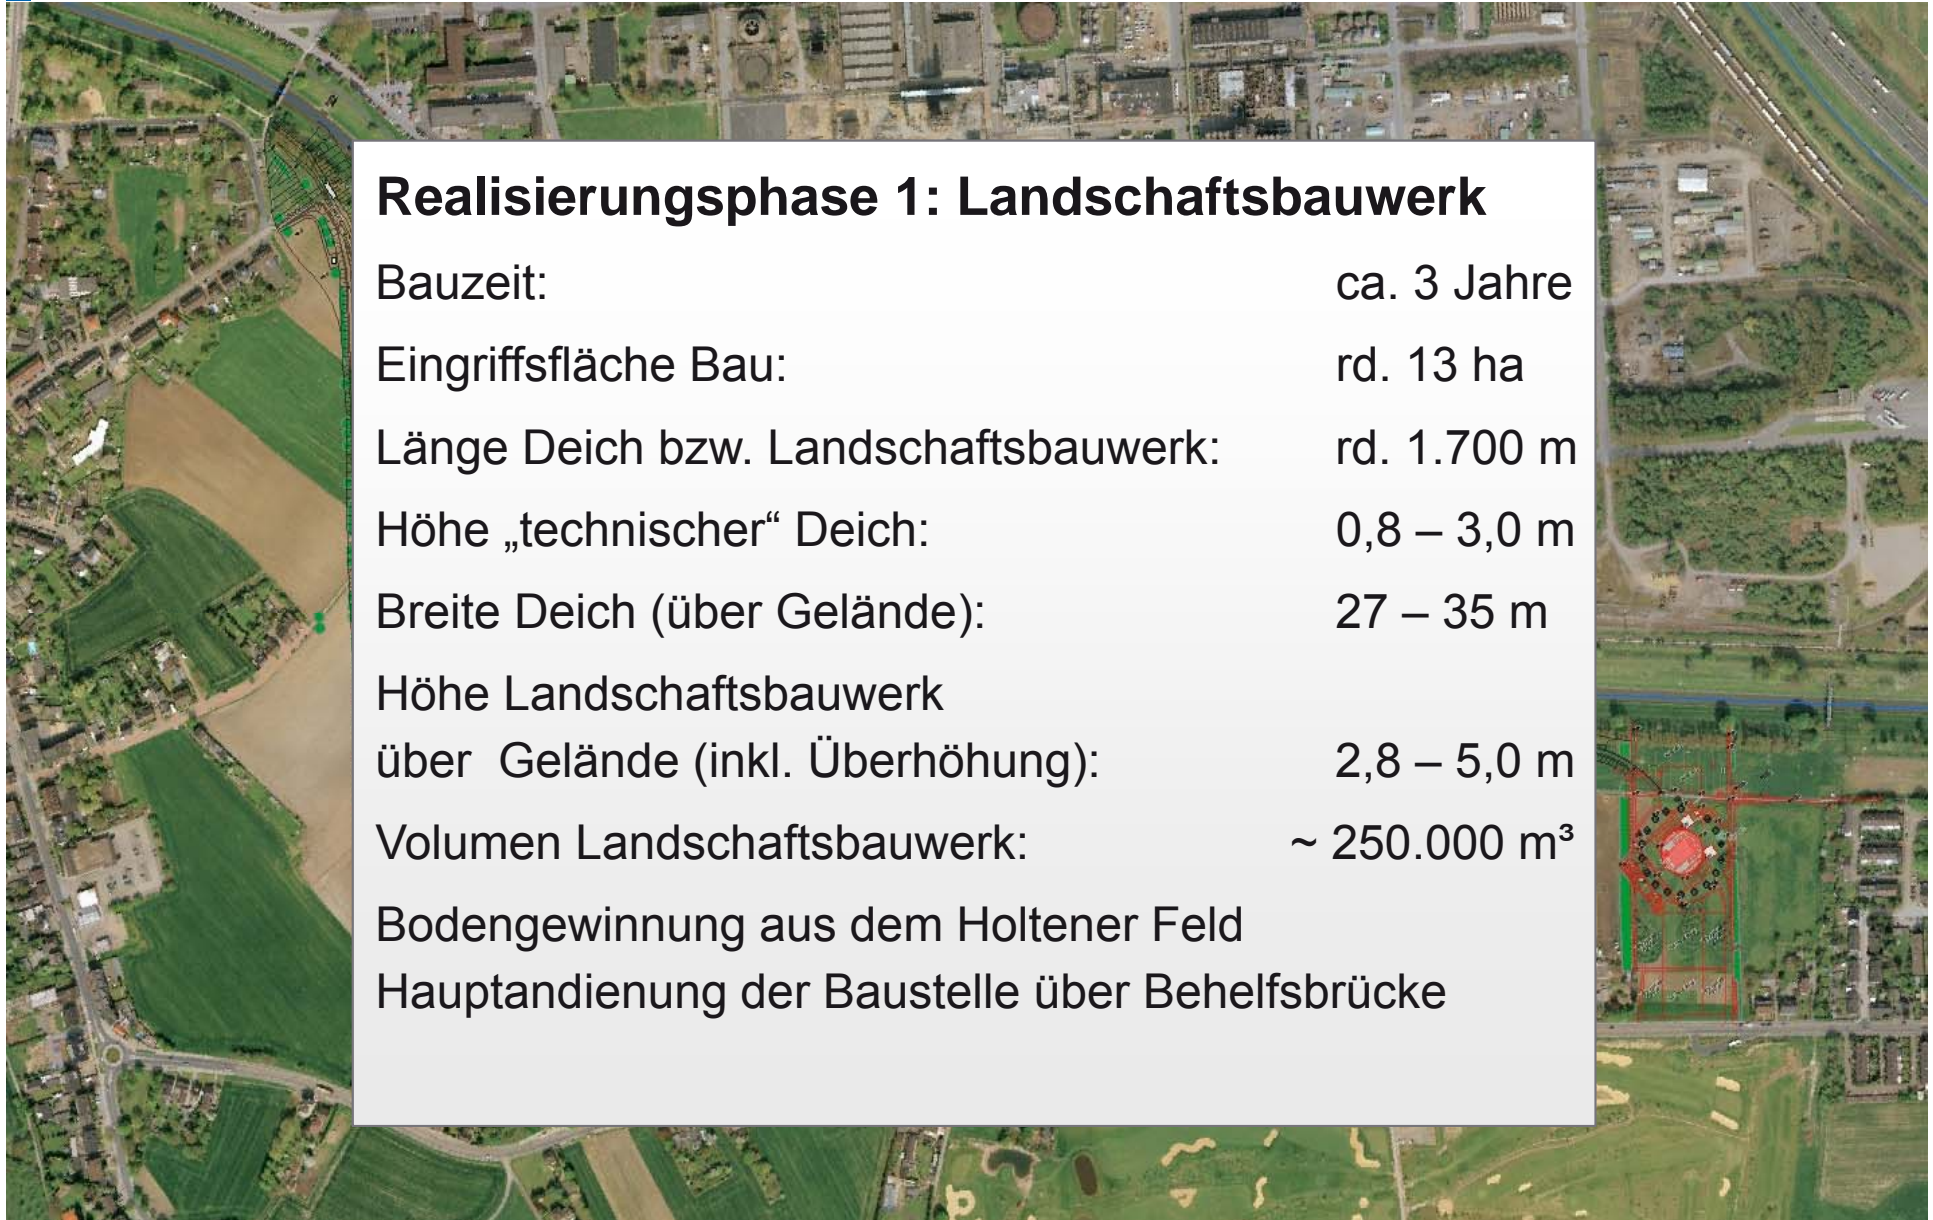 Realisierungsphase 1: Landschaftsbauwerk
Bauzeit: ca. 3 Jahre
Eingriffsfläche Bau: rd. 13 ha
Länge Deich bzw. Landschaftsbauwerk: rd. 1.700 m
Höhe „technischer“ Deich: 0,8 – 3,0 m
Breite Deich (über Gelände): 27 – 35 m
Höhe Landschaftsbauwerk
über Gelände (inkl. Überhöhung): 2,8 – 5,0 m
Volumen Landschaftsbauwerk: ~ 250.000 m³
Bodengewinnung aus dem Holtener Feld
Hauptandienung der Baustelle über Behelfsbrücke